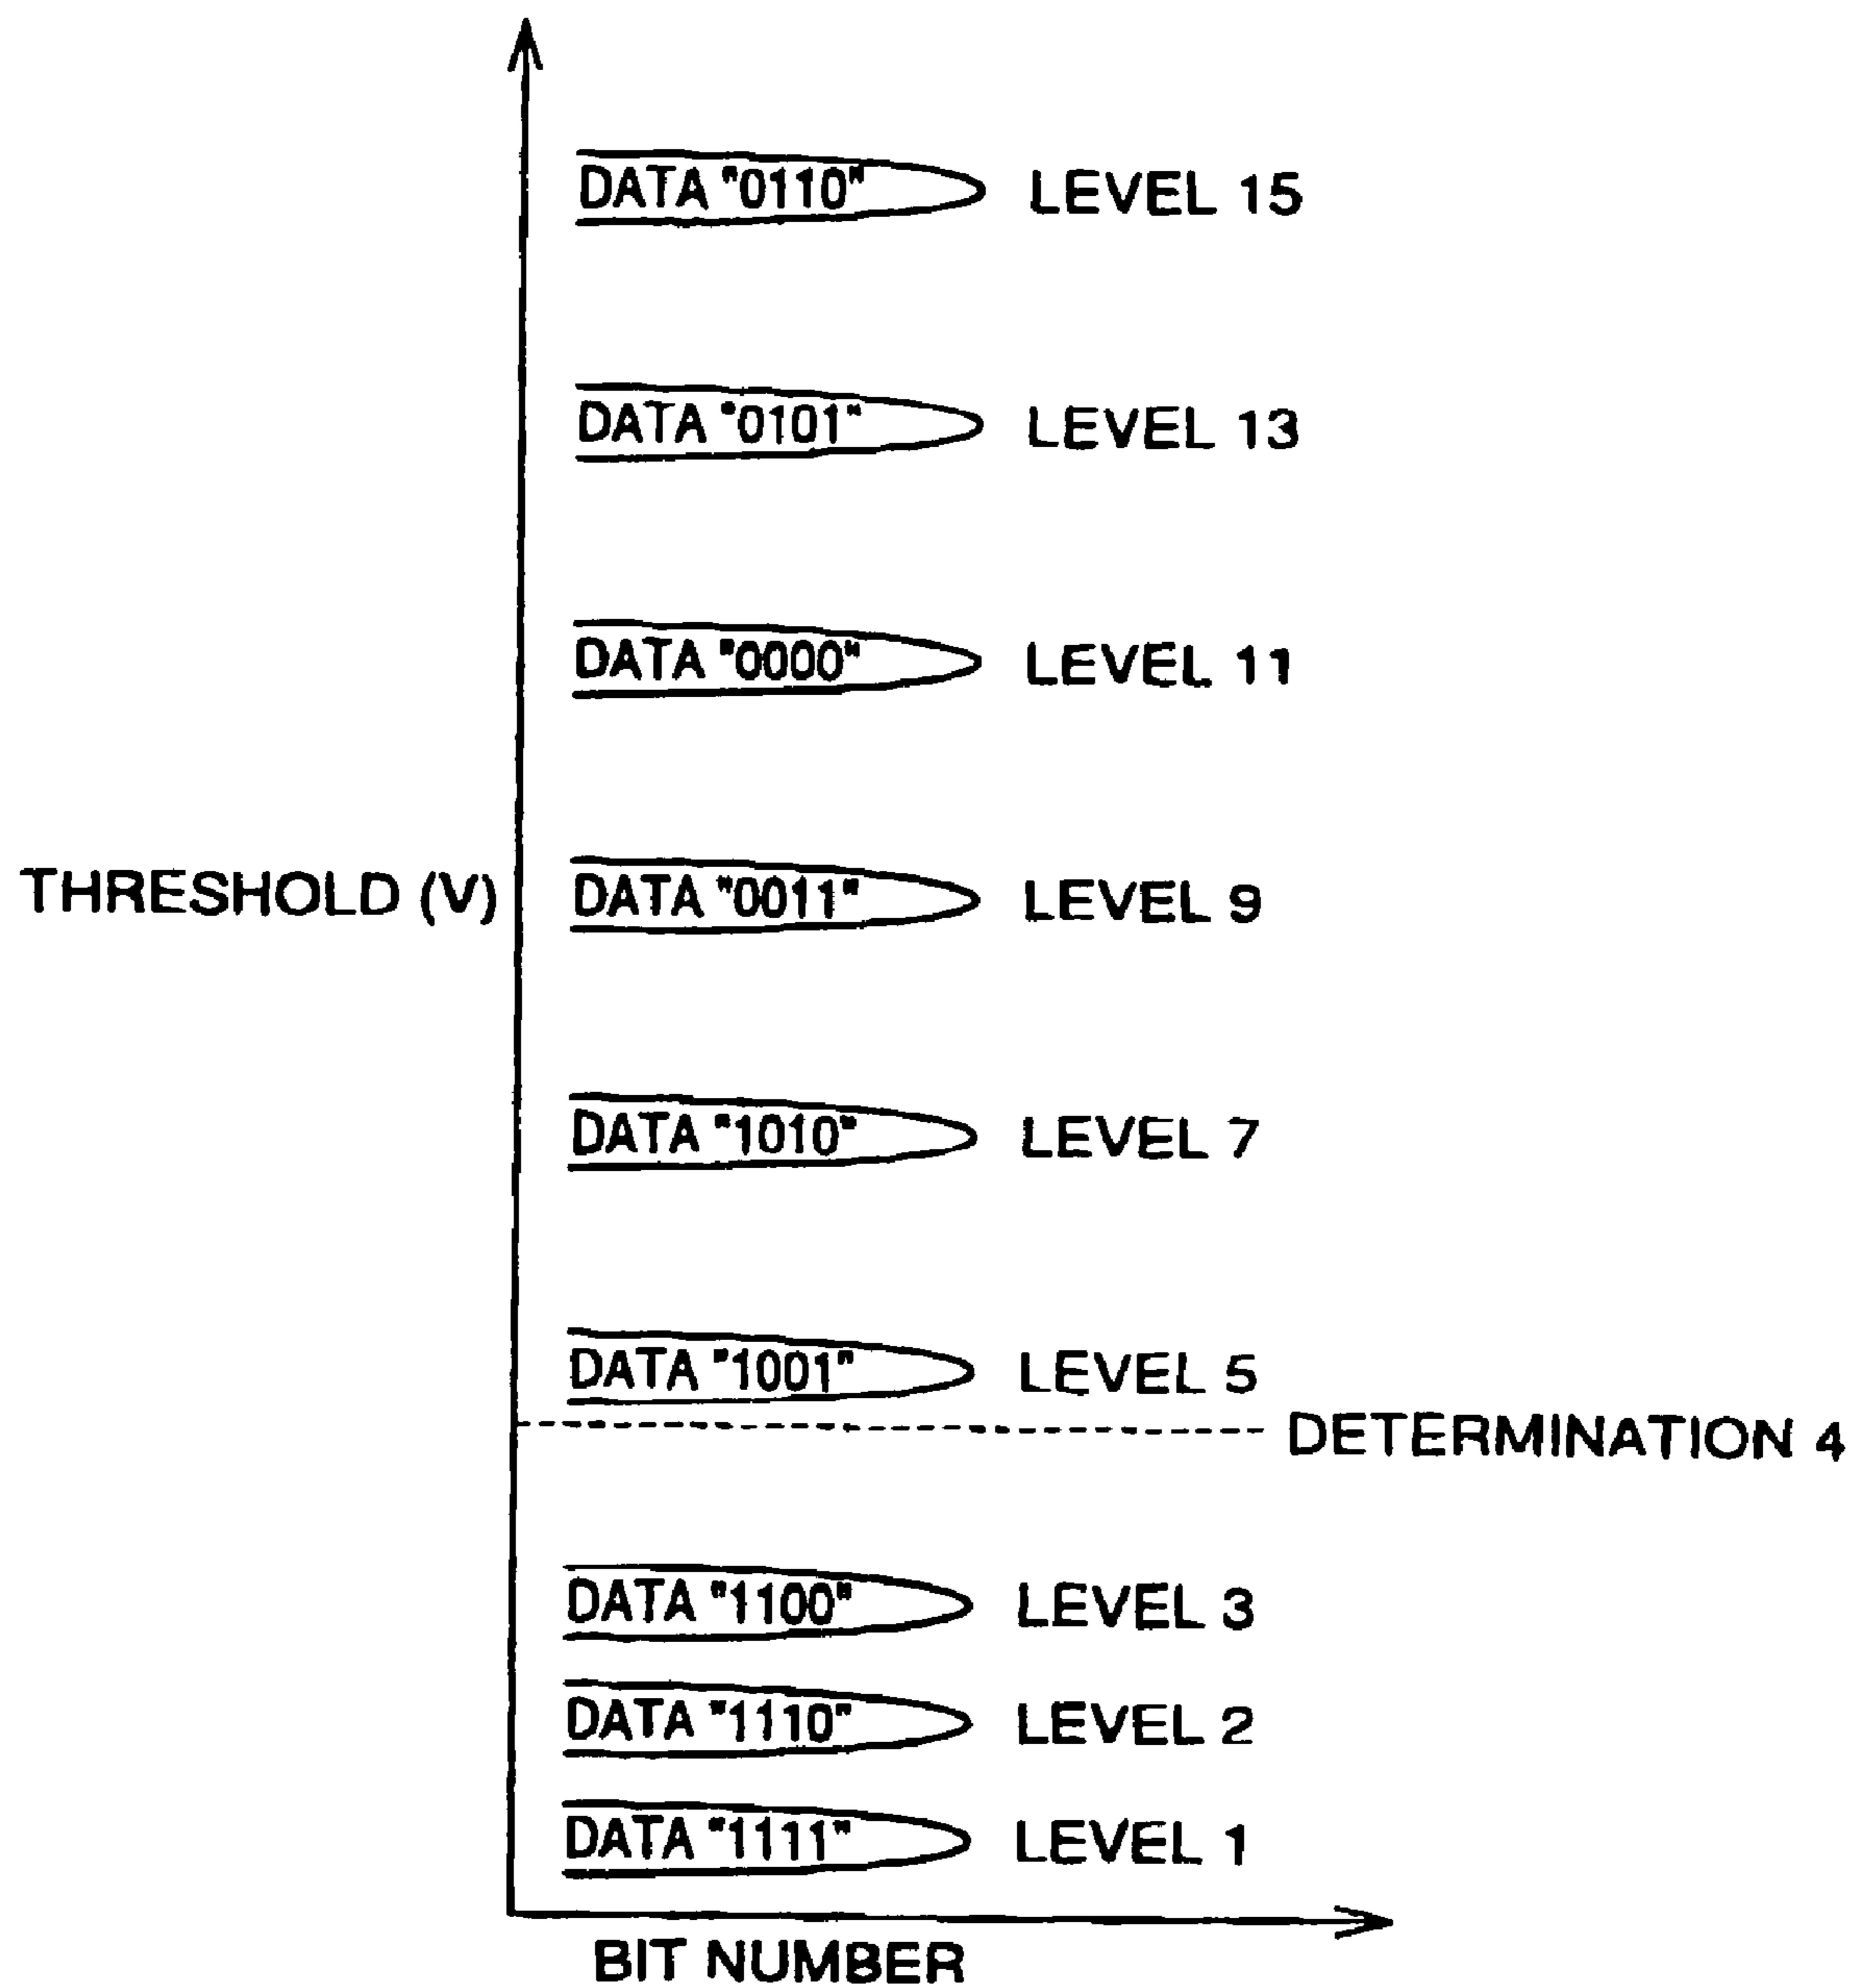 DATA "0110" LEVEL 15
DATA "0101" LEVEL 13
DATA "0000" LEVEL 11
THRESHOLD (V) DATA "0011" LEVEL 9
DATA "1010" LEVEL 7
DATA "1001" LEVEL 5
DETERMINATION 4
DATA "1100" LEVEL 3
DATA "1110" LEVEL 2
DATA "1111" LEVEL 1
BIT NUMBER